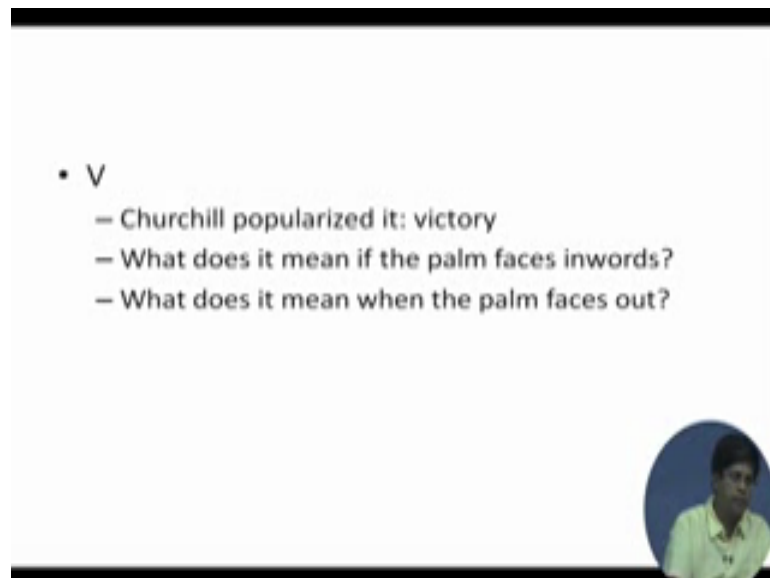 • V
– Churchill popularized it: victory
– What does it mean if the palm faces inwords?
– What does it mean when the palm faces out?